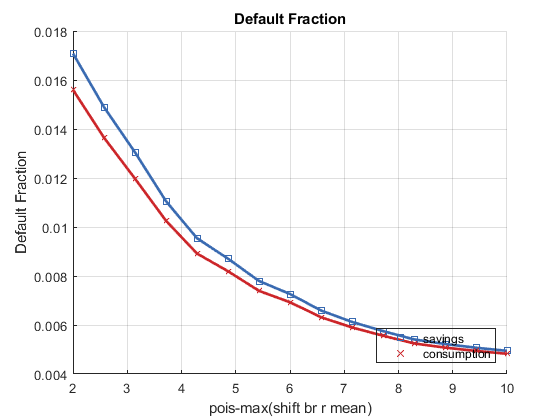 Default Fraction
0.018
0.016
0.014
0.012
0.01
0.008
0.006
0.004
Default Fraction
savings
consumption
2 3 4 5 6 7 8 9 10
pois-max(shift br r mean)